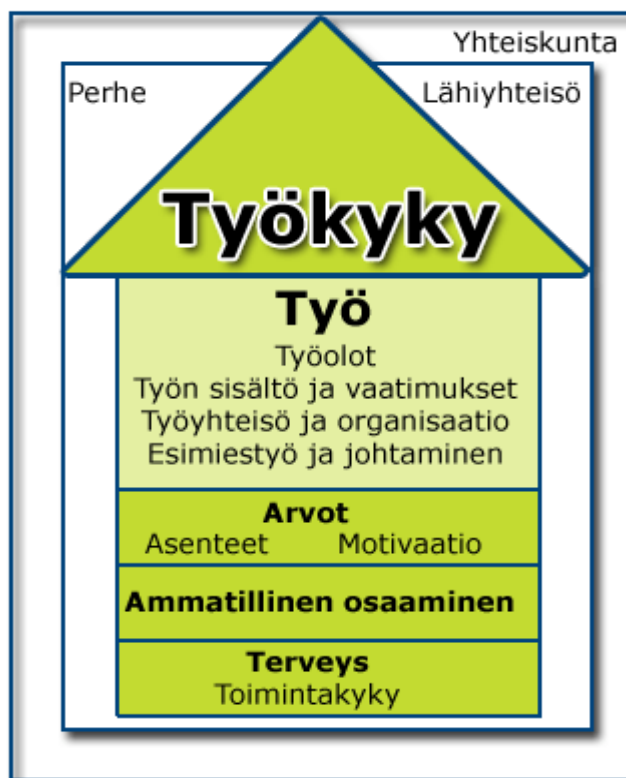 Yhteiskunta
Perhe
Lähiyhteisö
Työkyky
Työ
Työolot
Työn sisältö ja vaatimukset
Työyhteisö ja organisaatio
Esimiestyö ja johtaminen
Arvot
Asenteet Motivaatio
Ammatillinen osaaminen
Terveys
Toimintakyky